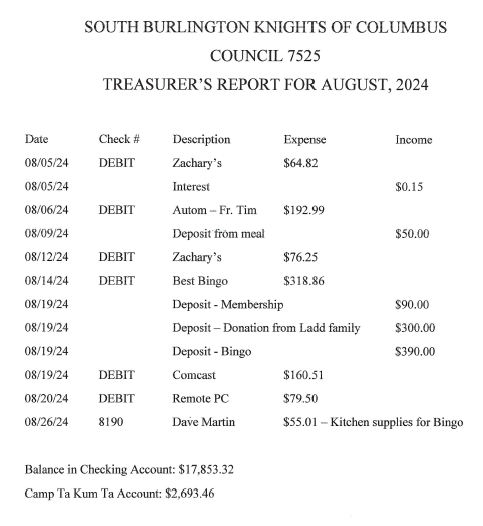 SOUTH BURLINGTON KNIGHTS OF COLUMBUS
COUNCIL 7525
TREASURER'S REPORT FOR AUGUST, 2024
Date Check # Description Expense Income
08/05/24 DEBIT Zachary's $64.82
08/05/24 Interest $0.15
08/06/24 DEBIT Autom – Fr. Tim $192.99
08/09/24 Deposit from meal $50.00
08/12/24 DEBIT Zachary's $76.25
08/14/24 DEBIT Best Bingo $318.86
08/19/24 Deposit - Membership $90.00
08/19/24 Deposit – Donation from Ladd family $300.00
08/19/24 Deposit - Bingo $390.00
08/19/24 DEBIT Comcast $160.51
08/20/24 DEBIT Remote PC $79.50
08/26/24 8190 Dave Martin $55.01 – Kitchen supplies for Bingo
Balance in Checking Account: $17,853.32
Camp Ta Kum Ta Account: $2,693.46